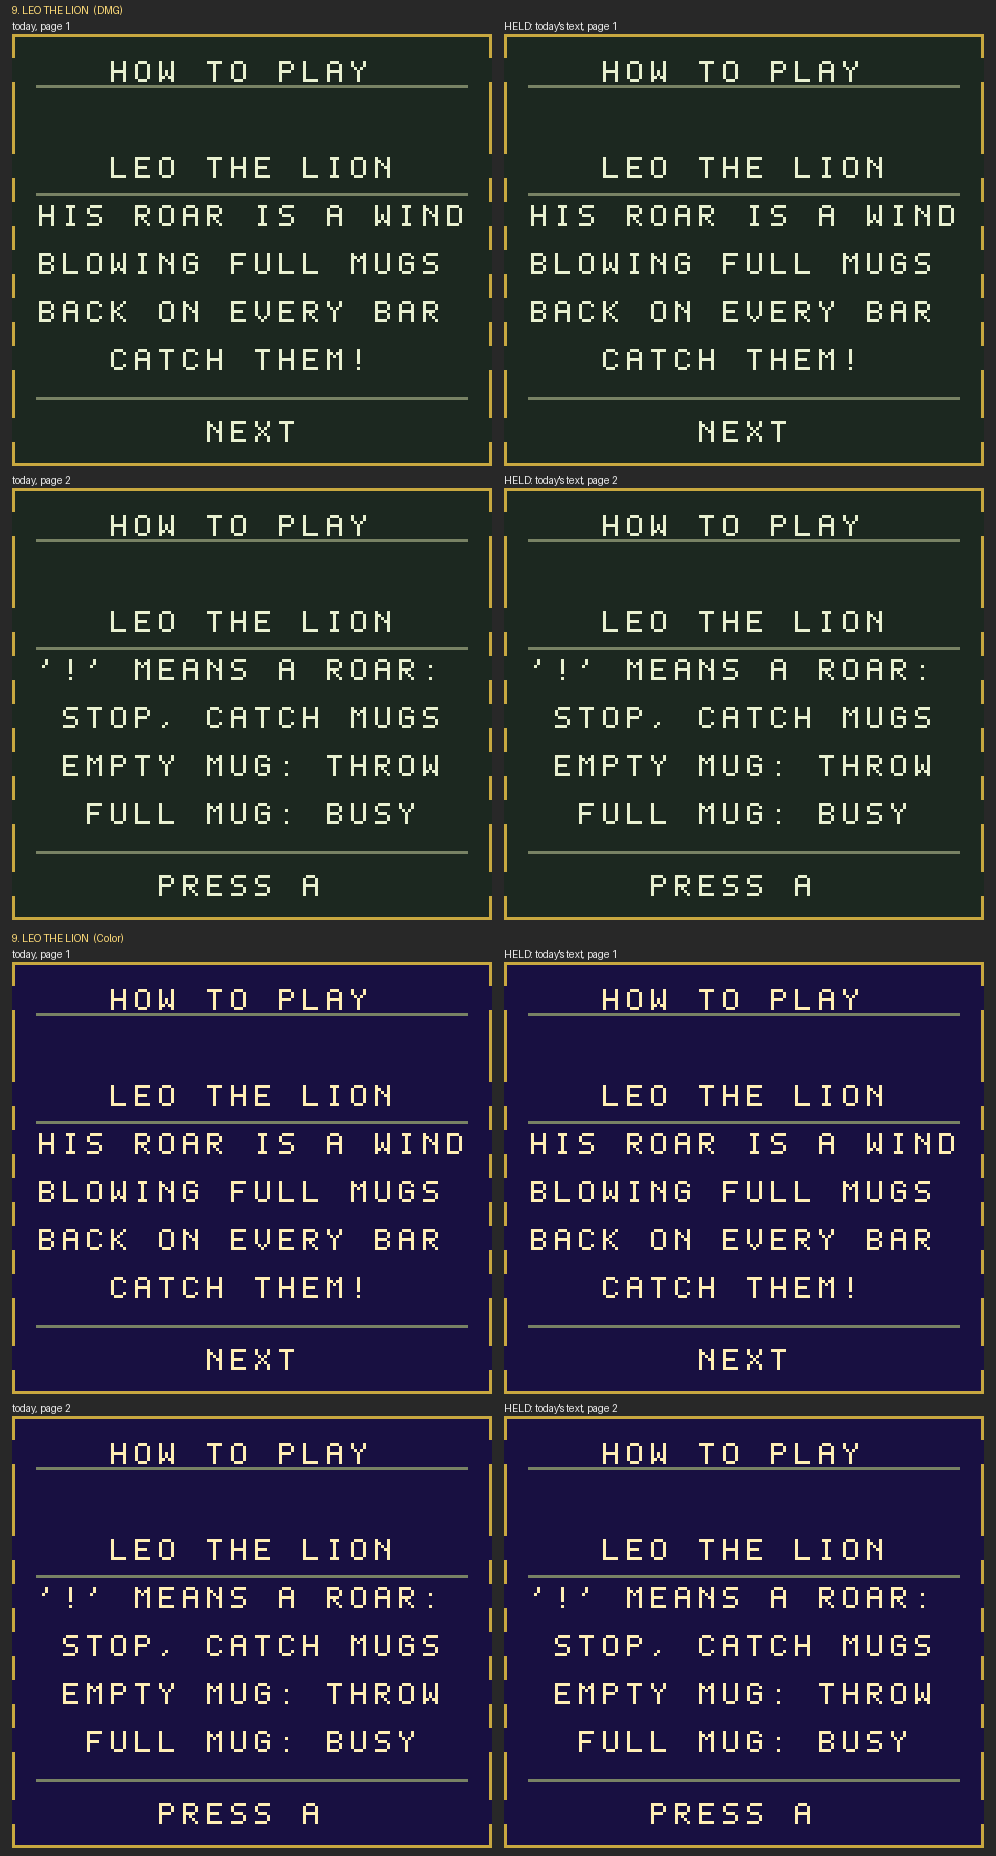 9. LEO THE LION (DMG)
today, page 1
HOW TO PLAY
LEO THE LION
HIS ROAR IS A WIND
BLOWING FULL MUGS
BACK ON EVERY BAR
CATCH THEM!
NEXT
HELD: today's text, page 1
HOW TO PLAY
LEO THE LION
HIS ROAR IS A WIND
BLOWING FULL MUGS
BACK ON EVERY BAR
CATCH THEM!
NEXT
today, page 2
HOW TO PLAY
LEO THE LION
'!' MEANS A ROAR:
STOP, CATCH MUGS
EMPTY MUG: THROW
FULL MUG: BUSY
PRESS A
HELD: today's text, page 2
HOW TO PLAY
LEO THE LION
'!' MEANS A ROAR:
STOP, CATCH MUGS
EMPTY MUG: THROW
FULL MUG: BUSY
PRESS A
9. LEO THE LION (Color)
today, page 1
HOW TO PLAY
LEO THE LION
HIS ROAR IS A WIND
BLOWING FULL MUGS
BACK ON EVERY BAR
CATCH THEM!
NEXT
HELD: today's text, page 1
HOW TO PLAY
LEO THE LION
HIS ROAR IS A WIND
BLOWING FULL MUGS
BACK ON EVERY BAR
CATCH THEM!
NEXT
today, page 2
HOW TO PLAY
LEO THE LION
'!' MEANS A ROAR:
STOP, CATCH MUGS
EMPTY MUG: THROW
FULL MUG: BUSY
PRESS A
HELD: today's text, page 2
HOW TO PLAY
LEO THE LION
'!' MEANS A ROAR:
STOP, CATCH MUGS
EMPTY MUG: THROW
FULL MUG: BUSY
PRESS A